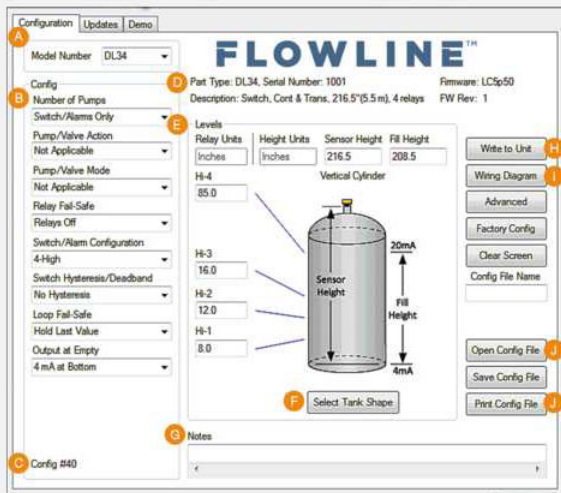 Configuration Updates Demo
A
Model Number DL34
FLOWLINE™
Config
B
Number of Pumps
Switch/Alarms Only
Pump/Valve Action
Not Applicable
Pump/Valve Mode
Not Applicable
Relay Fail-Safe
Relays Off
Switch/Alarm Configuration
4-High
Switch Hysteresis/Deadband
No Hysteresis
Loop Fail-Safe
Hold Last Value
Output at Empty
4 mA at Bottom
C Config #40
D Part Type: DL34, Serial Number: 1001 Firmware: LC5p50
Description: Switch, Cont & Trans, 216.5"(5.5 m), 4 relays FW Rev: 1
E Levels
Relay Units Height Units Sensor Height Fill Height
Inches Inches 216.5 208.5
Vertical Cylinder
Hi-4
85.0
Hi-3
16.0
Hi-2
12.0
Hi-1
8.0
20mA
Sensor
Height
Fill
Height
4mA
F Select Tank Shape
G Notes
Write to Unit H
Wiring Diagram I
Advanced
Factory Config
Clear Screen
Config File Name
Open Config File J
Save Config File
Print Config File J